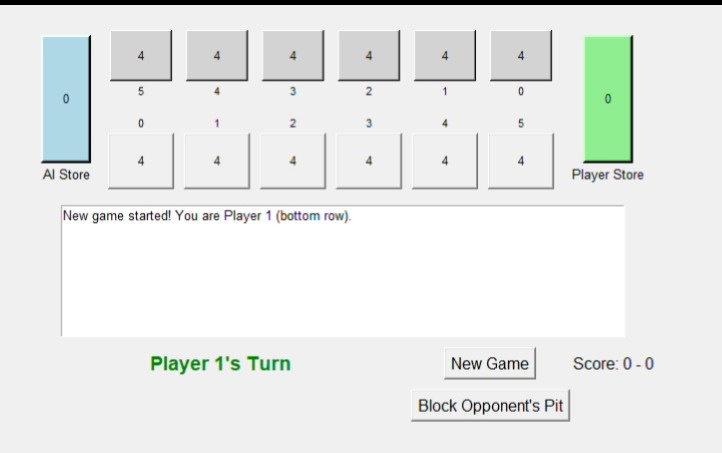 4 4 4 4 4 4
0
5 4 3 2 1 0
0
0 1 2 3 4 5
4 4 4 4 4 4
AI Store
Player Store
New game started! You are Player 1 (bottom row).
Player 1's Turn
New Game
Score: 0 - 0
Block Opponent's Pit